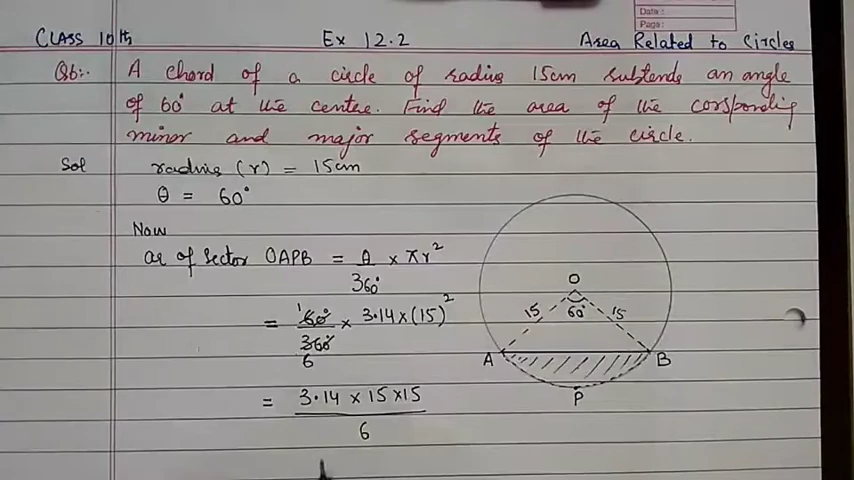 Date :
Page :
CLASS 10th Ex 12.2 Area Related to Circles
Q6:- A chord of a circle of radius 15cm subtends an angle
of 60° at the centre. Find the area of the corsponding
minor and major segments of the circle.
Sol radius (r) = 15cm
θ = 60°
Now
ar of sector OAPB = θ/360° × πr²
= 60°/360° × 3.14 × (15)²
1
6
= 3.14 × 15 × 15 / 6
O
15 60° 15
A B
P